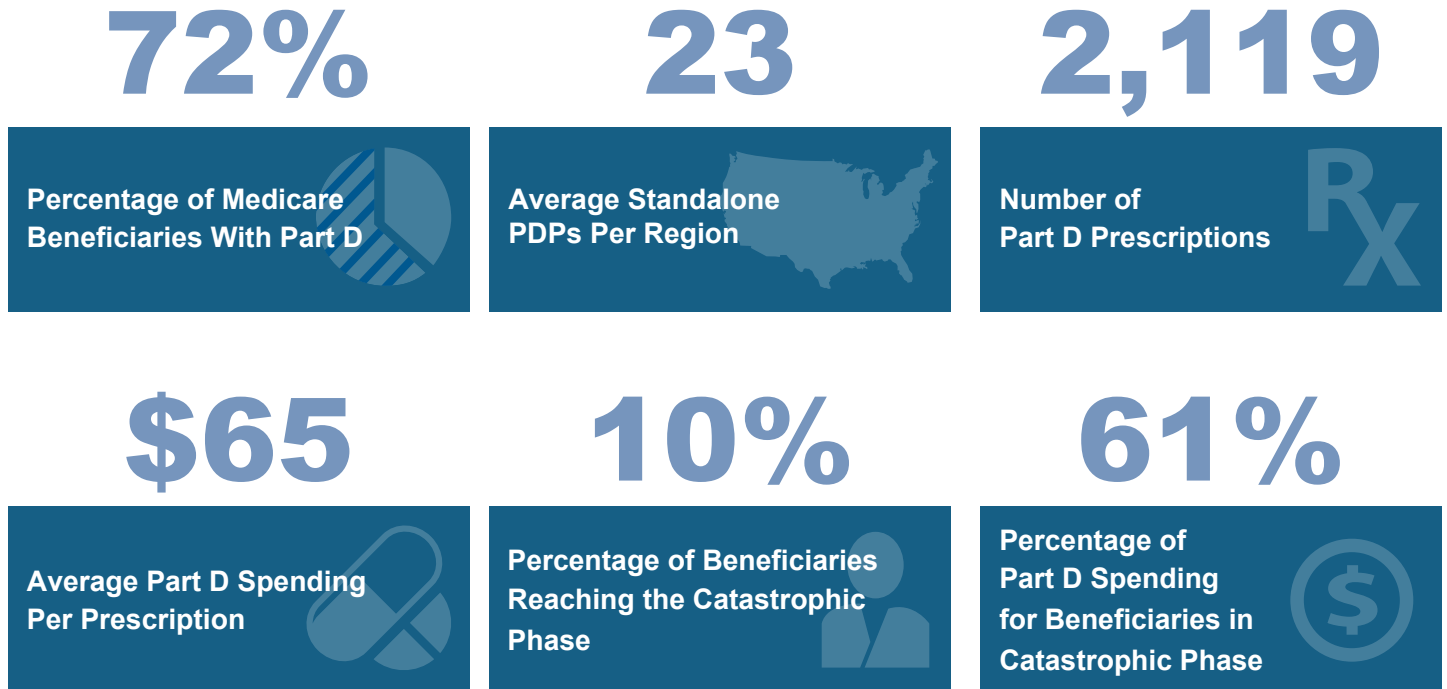 72%
Percentage of Medicare
Beneficiaries With Part D
23
Average Standalone
PDPs Per Region
2,119
Number of
Part D Prescriptions
RX
$65
Average Part D Spending
Per Prescription
10%
Percentage of Beneficiaries
Reaching the Catastrophic
Phase
61%
Percentage of
Part D Spending
for Beneficiaries in
Catastrophic Phase
$